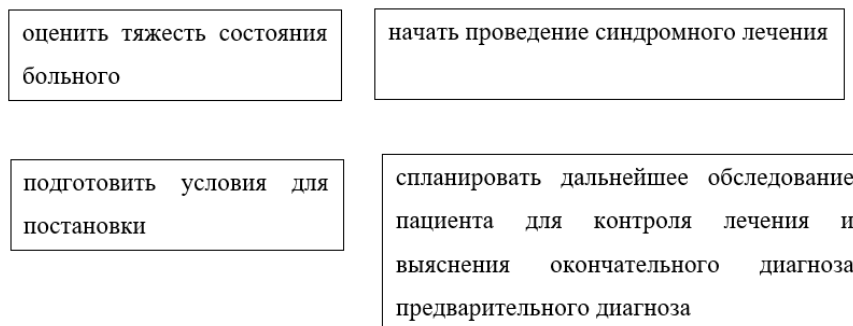 оценить тяжесть состояния
больного
начать проведение синдромного лечения
подготовить условия для
постановки
спланировать дальнейшее обследование
пациента для контроля лечения и
выяснения окончательного диагноза
предварительного диагноза